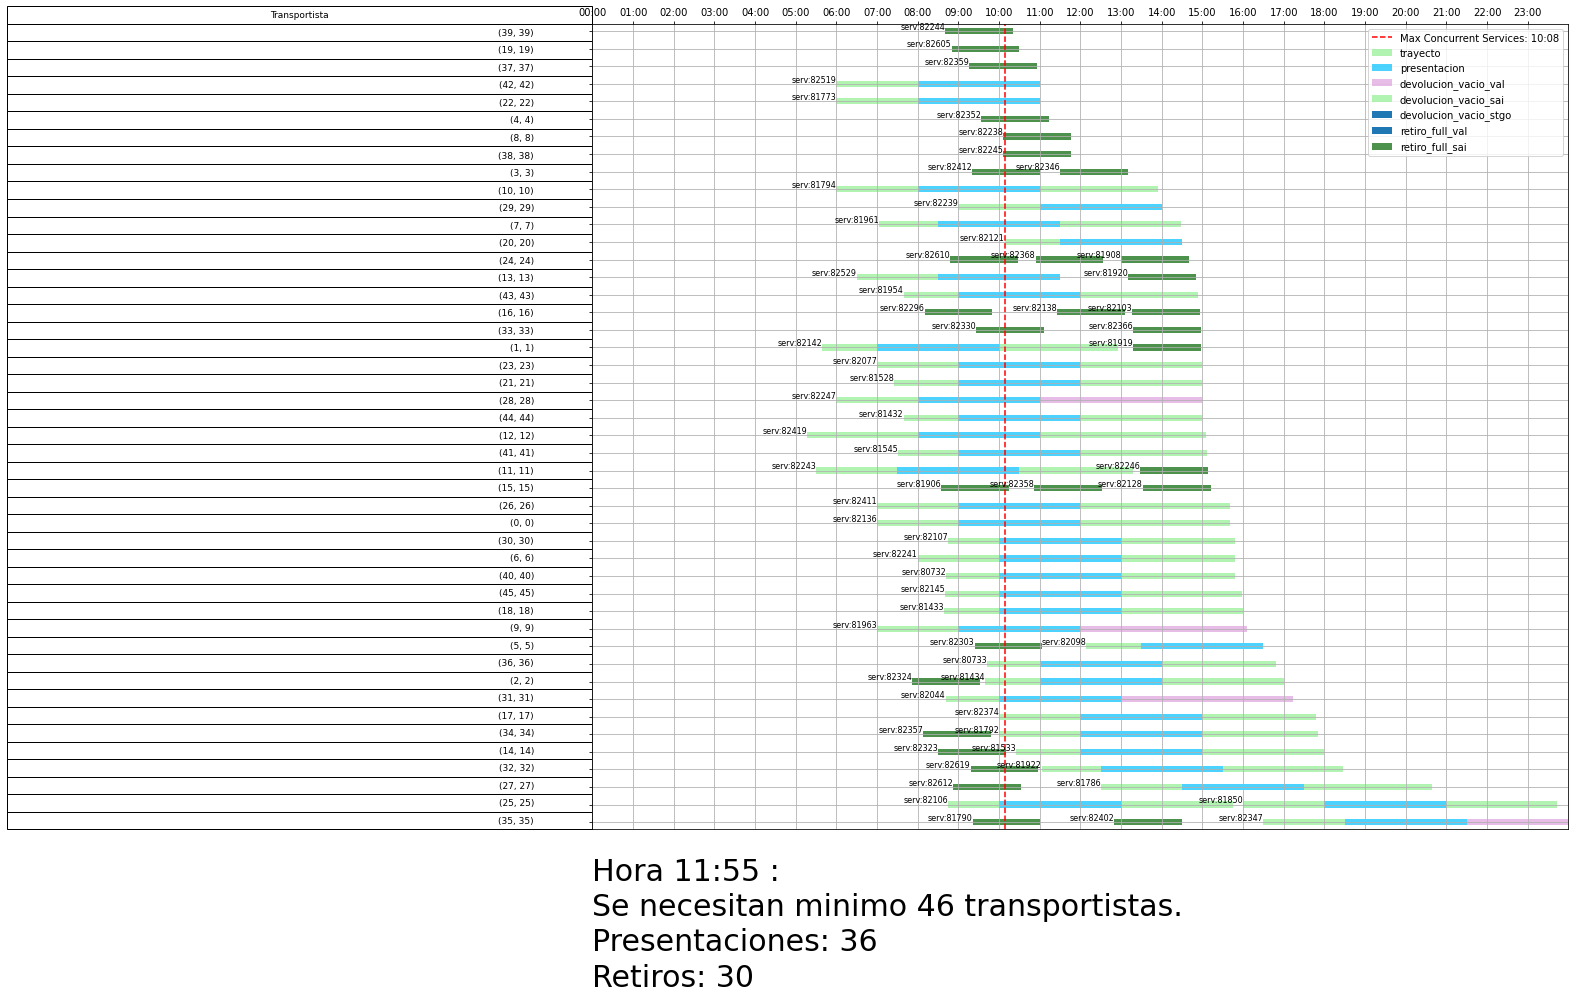 Transportista 00:00 01:00 02:00 03:00 04:00 05:00 06:00 07:00 08:00 09:00 10:00 11:00 12:00 13:00 14:00 15:00 16:00 17:00 18:00 19:00 20:00 21:00 22:00 23:00
(39, 39) serv:82244
(19, 19) serv:82605
(37, 37) serv:82359
(42, 42) serv:82519
(22, 22) serv:81773
(4, 4) serv:82352
(8, 8) serv:82238
(38, 38) serv:82245
(3, 3) serv:82412 serv:82346
(10, 10) serv:81794
(29, 29) serv:82239
(7, 7) serv:81961
(20, 20) serv:82121
(24, 24) serv:82610 serv:82368 serv:81908
(13, 13) serv:82529 serv:81920
(43, 43) serv:81954
(16, 16) serv:82296 serv:82138 serv:82103
(33, 33) serv:82330 serv:82366
(1, 1) serv:82142 serv:81919
(23, 23) serv:82077
(21, 21) serv:81528
(28, 28) serv:82247
(44, 44) serv:81432
(12, 12) serv:82419
(41, 41) serv:81545
(11, 11) serv:82243 serv:82246
(15, 15) serv:81906 serv:82358 serv:82128
(26, 26) serv:82411
(0, 0) serv:82136
(30, 30) serv:82107
(6, 6) serv:82241
(40, 40) serv:80732
(45, 45) serv:82145
(18, 18) serv:81433
(9, 9) serv:81963
(5, 5) serv:82303 serv:82098
(36, 36) serv:80733
(2, 2) serv:82324 serv:81434
(31, 31) serv:82044
(17, 17) serv:82374
(34, 34) serv:82357 serv:81792
(14, 14) serv:82323 serv:81533
(32, 32) serv:82619 serv:81922
(27, 27) serv:82612 serv:81786
(25, 25) serv:82106 serv:81850
(35, 35) serv:81790 serv:82402 serv:82347
Max Concurrent Services: 10:08
trayecto
presentacion
devolucion_vacio_val
devolucion_vacio_sai
devolucion_vacio_stgo
retiro_full_val
retiro_full_sai
Hora 11:55 :
Se necesitan minimo 46 transportistas.
Presentaciones: 36
Retiros: 30